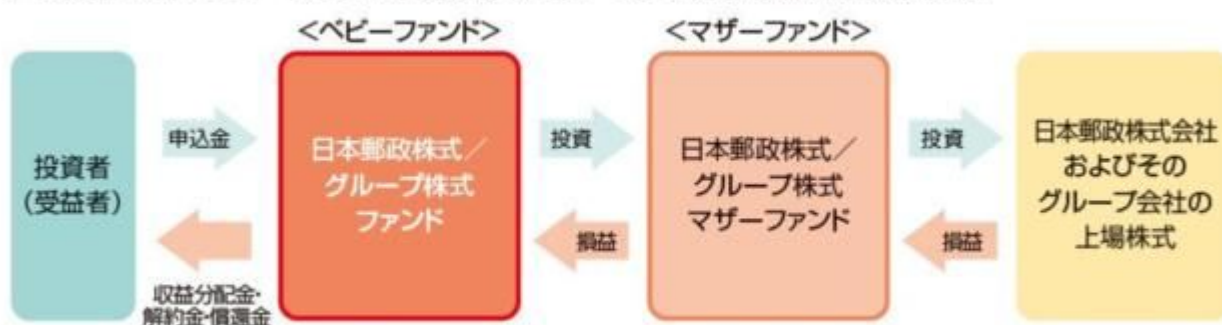 <ベビーファンド>
<マザーファンド>
投資者
(受益者)
申込金
収益分配金・
解約金・償還金
日本郵政株式/
グループ株式
ファンド
投資
損益
日本郵政株式/
グループ株式
マザーファンド
投資
損益
日本郵政株式会社
およびその
グループ会社の
上場株式